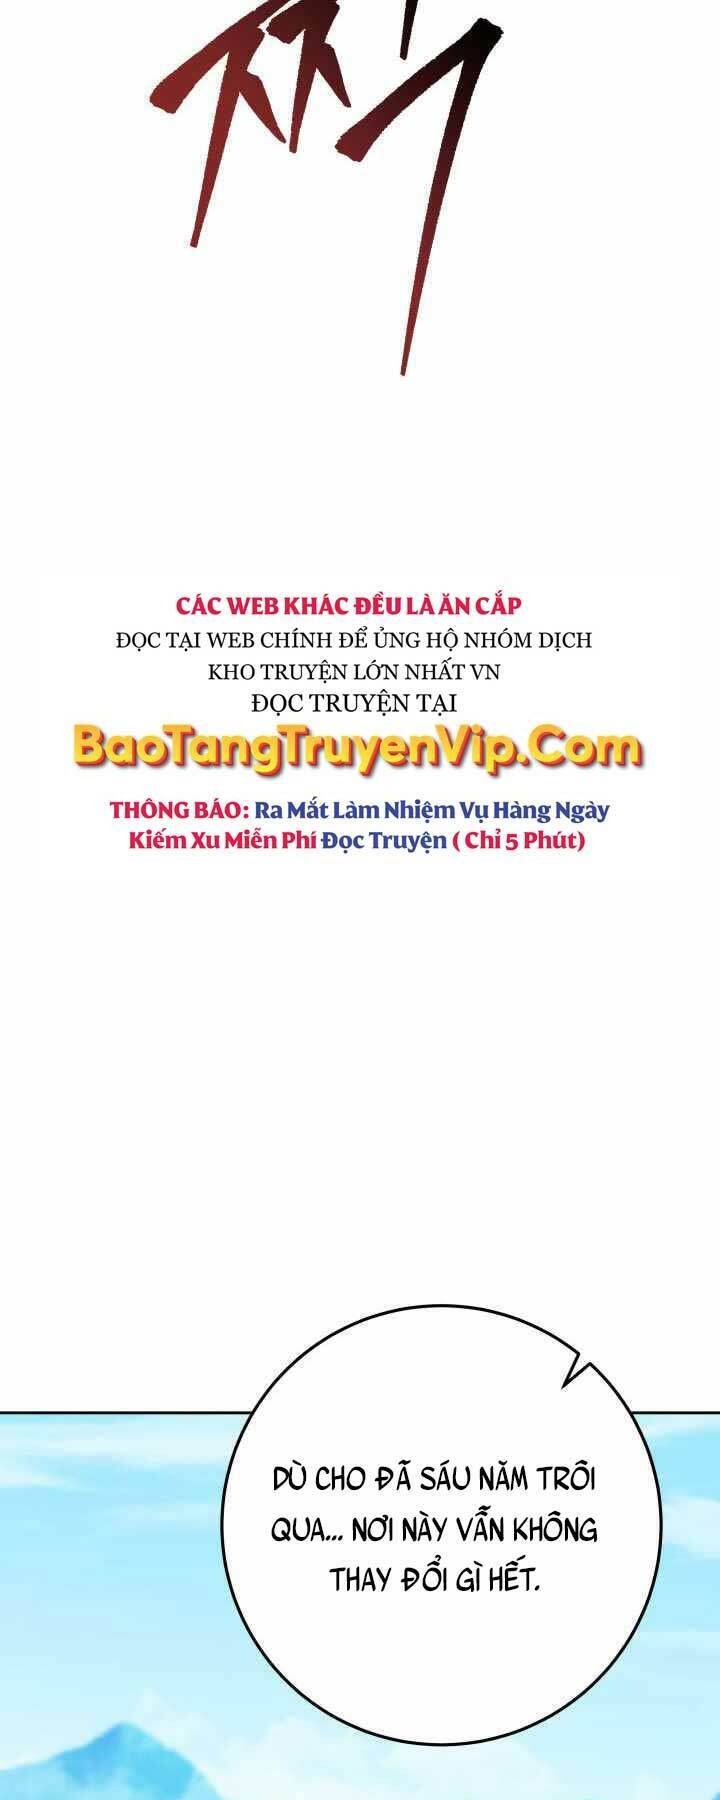 CÁC WEB KHÁC ĐỀU LÀ ĂN CẮP
ĐỌC TẠI WEB CHÍNH ĐỂ ỦNG HỘ NHÓM DỊCH
KHO TRUYỆN LỚN NHẤT VN
ĐỌC TRUYỆN TẠI
BaoTangTruyenVip.Com
THÔNG BÁO: Ra Mắt Làm Nhiệm Vụ Hàng Ngày
Kiếm Xu Miễn Phí Đọc Truyện ( Chỉ 5 Phút)
DÙ CHO ĐÃ SÁU NĂM TRÔI
QUA... NƠI NÀY VẪN KHÔNG
THAY ĐỔI GÌ HẾT.